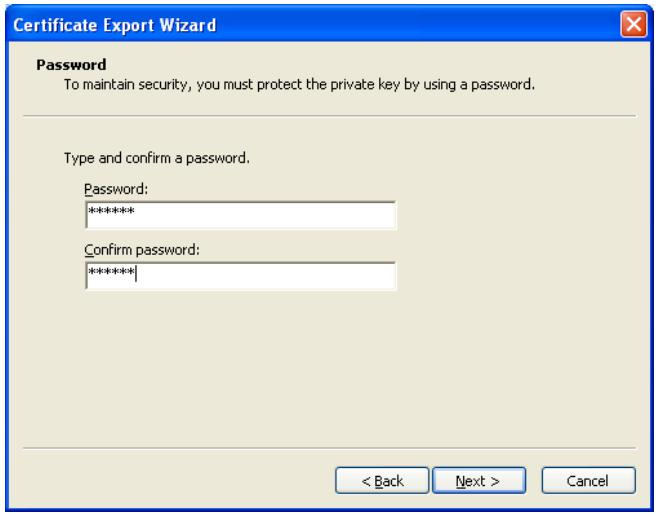 Certificate Export Wizard
Password
To maintain security, you must protect the private key by using a password.
Type and confirm a password.
Password:
******
Confirm password:
******
< Back Next > Cancel